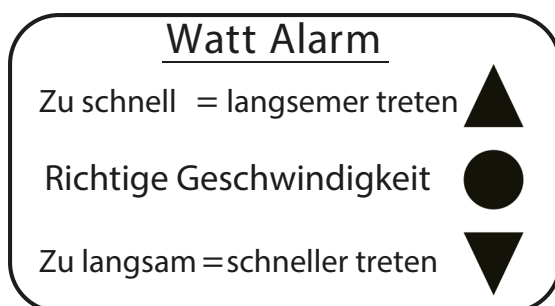 Watt Alarm
Zu schnell = langsemer treten
Richtige Geschwindigkeit
Zu langsam = schneller treten